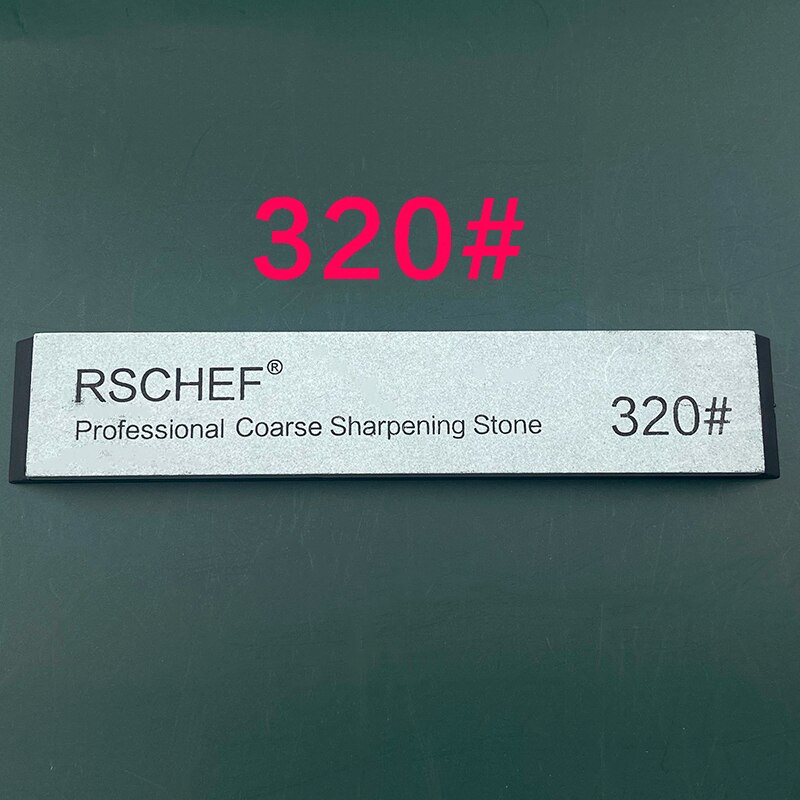 320#
RSCHEF®
Professional Coarse Sharpening Stone 320#